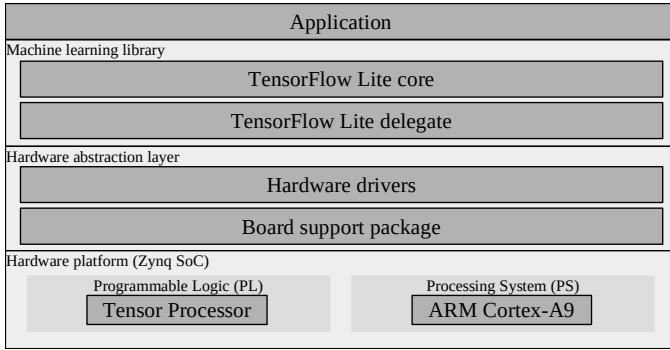 Application
Machine learning library
TensorFlow Lite core
TensorFlow Lite delegate
Hardware abstraction layer
Hardware drivers
Board support package
Hardware platform (Zynq SoC)
Programmable Logic (PL)
Tensor Processor
Processing System (PS)
ARM Cortex-A9